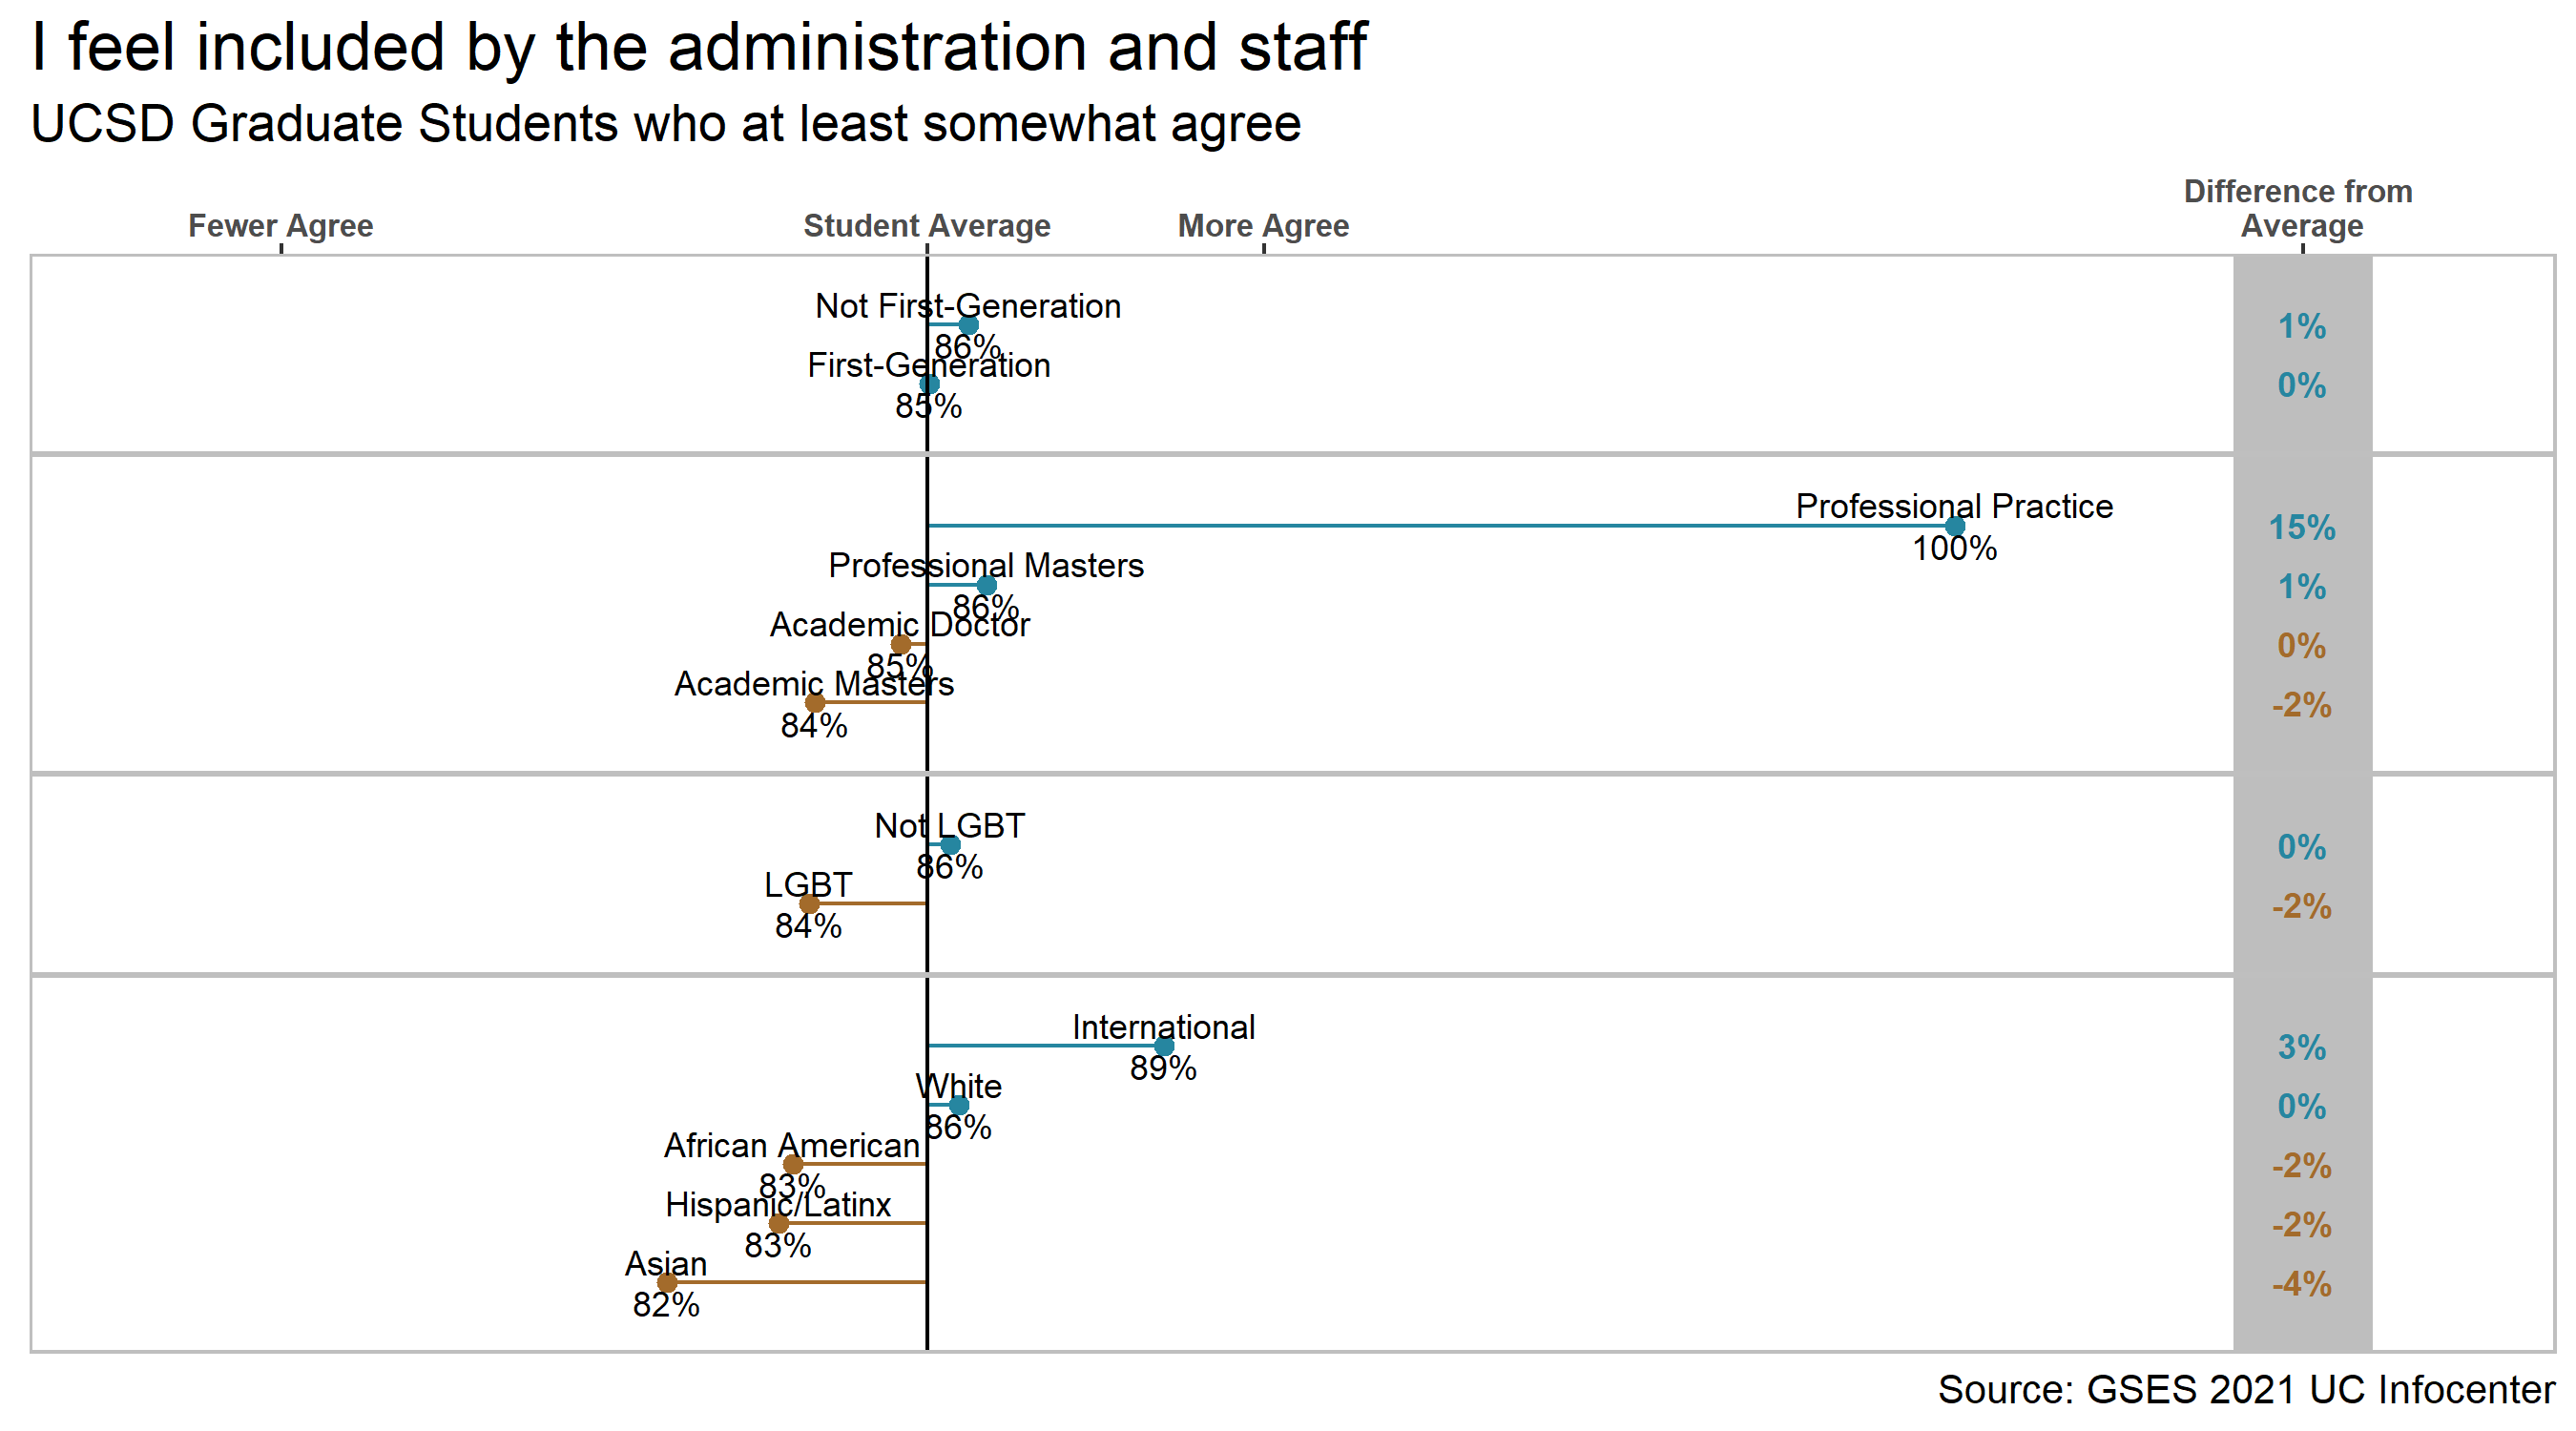 I feel included by the administration and staff
UCSD Graduate Students who at least somewhat agree
Fewer Agree
Student Average
More Agree
Difference from
Average
Not First-Generation
86%
1%
First-Generation
85%
0%
Professional Practice
100%
15%
Professional Masters
86%
1%
Academic Doctor
85%
0%
Academic Masters
84%
-2%
Not LGBT
86%
0%
LGBT
84%
-2%
International
89%
3%
White
86%
0%
African American
83%
-2%
Hispanic/Latinx
83%
-2%
Asian
82%
-4%
Source: GSES 2021 UC Infocenter